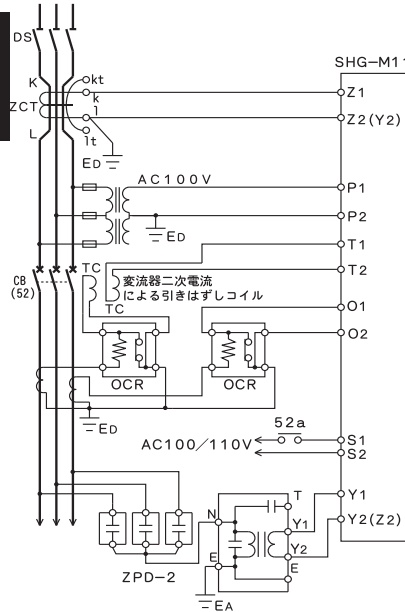 DS
SHG-M11
K
kt
k
Z1
ZCT
l
Z2(Y2)
L
lt
ED
AC100V
P1
P2
ED
T1
TC
T2
CB
(52)
変流器二次電流
による引きはずしコイル
TC
O1
O2
OCR
OCR
ED
52a
AC100/110V
S1
S2
T
Y1
N
Y1
Y2(Z2)
Y2
E
E
ZPD-2
EA